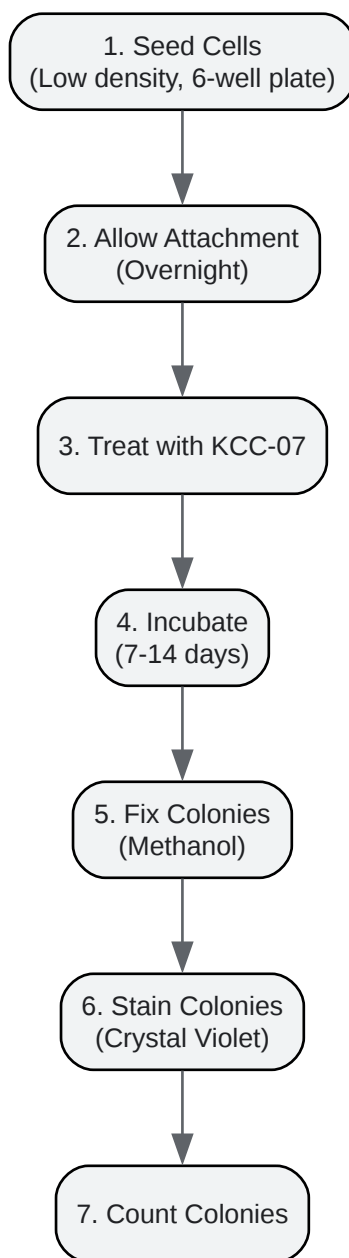 1. Seed Cells
(Low density, 6-well plate)
2. Allow Attachment
(Overnight)
3. Treat with KCC-07
4. Incubate
(7-14 days)
5. Fix Colonies
(Methanol)
6. Stain Colonies
(Crystal Violet)
7. Count Colonies